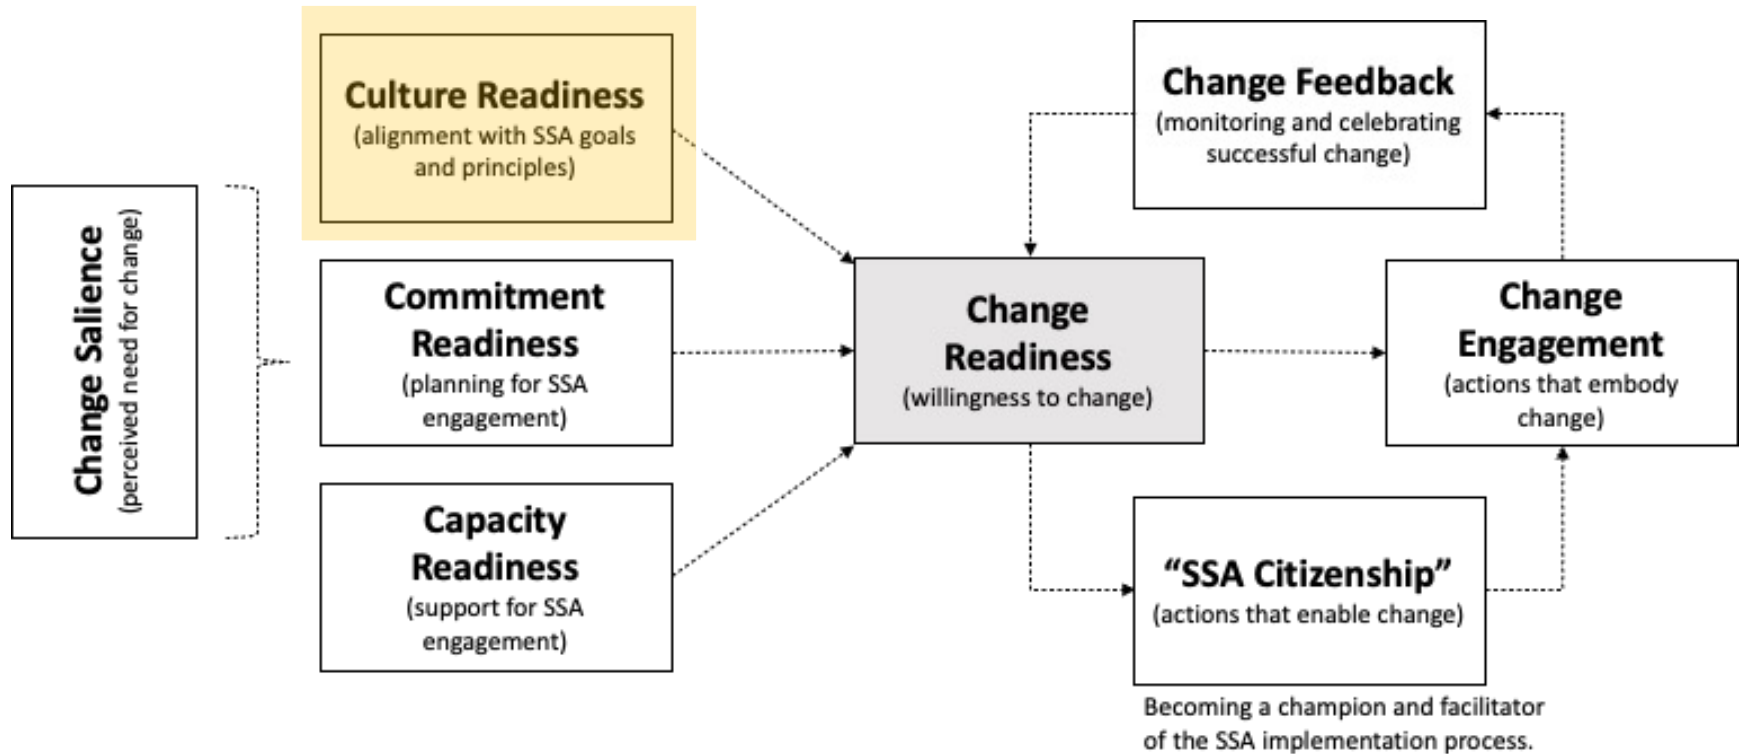 Change Salience
(perceived need for change)
Culture Readiness
(alignment with SSA goals
and principles)
Commitment
Readiness
(planning for SSA
engagement)
Capacity
Readiness
(support for SSA
engagement)
Change
Readiness
(willingness to change)
Change Feedback
(monitoring and celebrating
successful change)
Change
Engagement
(actions that embody
change)
“SSA Citizenship”
(actions that enable change)
Becoming a champion and facilitator
of the SSA implementation process.